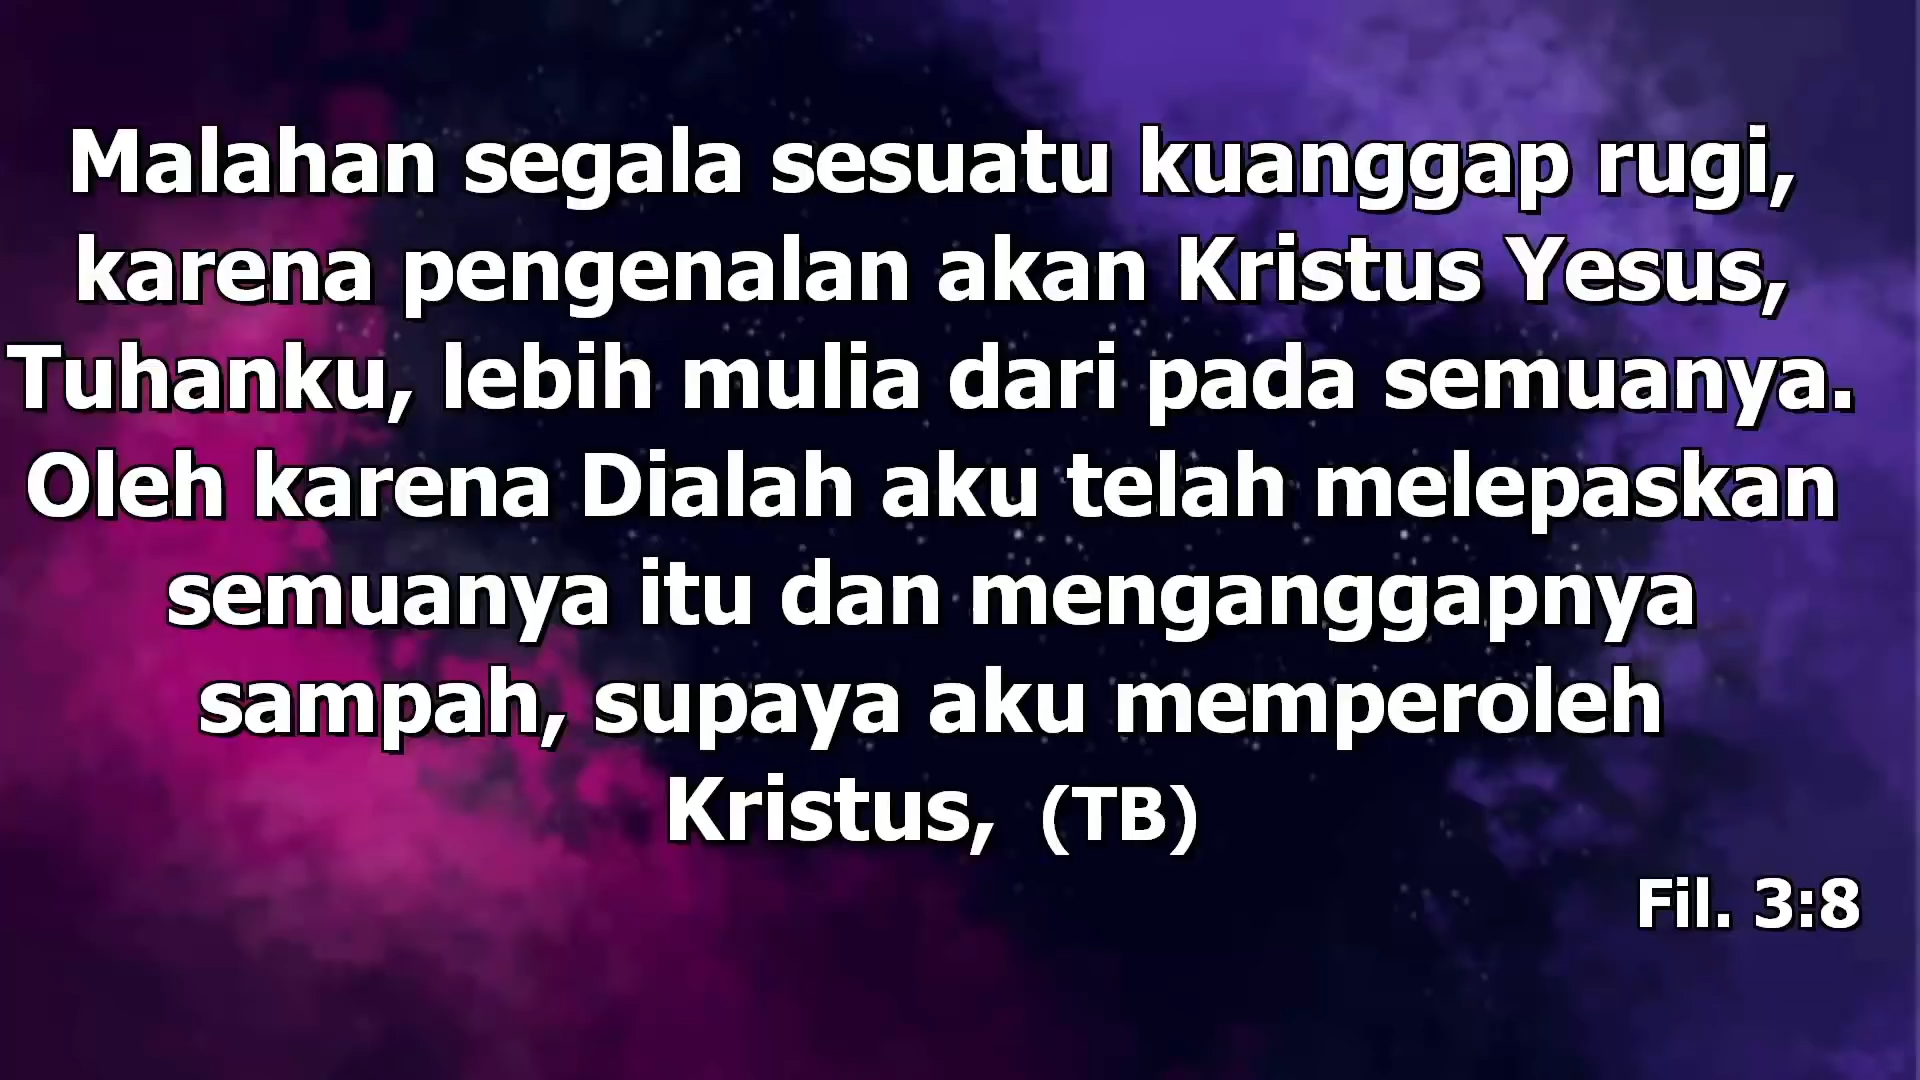 Malahan segala sesuatu kuanggap rugi,
karena pengenalan akan Kristus Yesus,
Tuhanku, lebih mulia dari pada semuanya.
Oleh karena Dialah aku telah melepaskan
semuanya itu dan menganggapnya
sampah, supaya aku memperoleh
Kristus, (TB)
Fil. 3:8